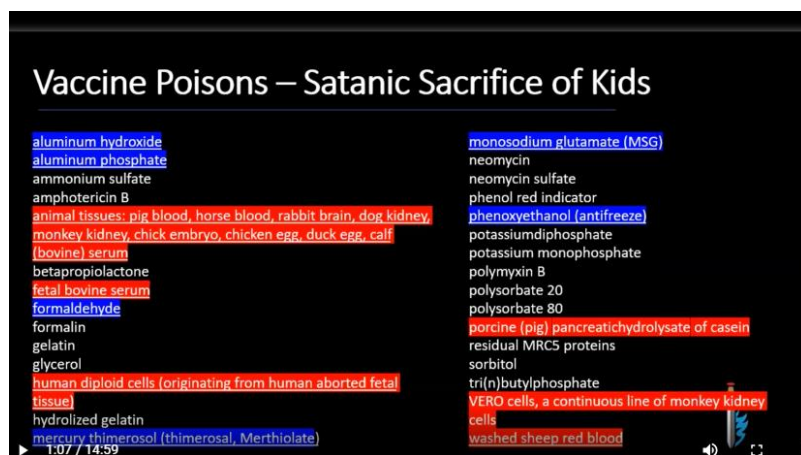 Vaccine Poisons – Satanic Sacrifice of Kids
aluminum hydroxide
aluminum phosphate
ammonium sulfate
amphotericin B
animal tissues: pig blood, horse blood, rabbit brain, dog kidney,
monkey kidney, chick embryo, chicken egg, duck egg, calf
(bovine) serum
betapropiolactone
fetal bovine serum
formaldehyde
formalin
gelatin
glycerol
human diploid cells (originating from human aborted fetal
tissue)
hydrolized gelatin
mercury thimerosol (thimerosal, Merthiolate)
monosodium glutamate (MSG)
neomycin
neomycin sulfate
phenol red indicator
phenoxyethanol (antifreeze)
potassiumdiphosphate
potassium monophosphate
polymyxin B
polysorbate 20
polysorbate 80
porcine (pig) pancreatichydrolysate of casein
residual MRC5 proteins
sorbitol
tri(n)butylphosphate
VERO cells, a continuous line of monkey kidney
cells
washed sheep red blood
1:07 / 14:59